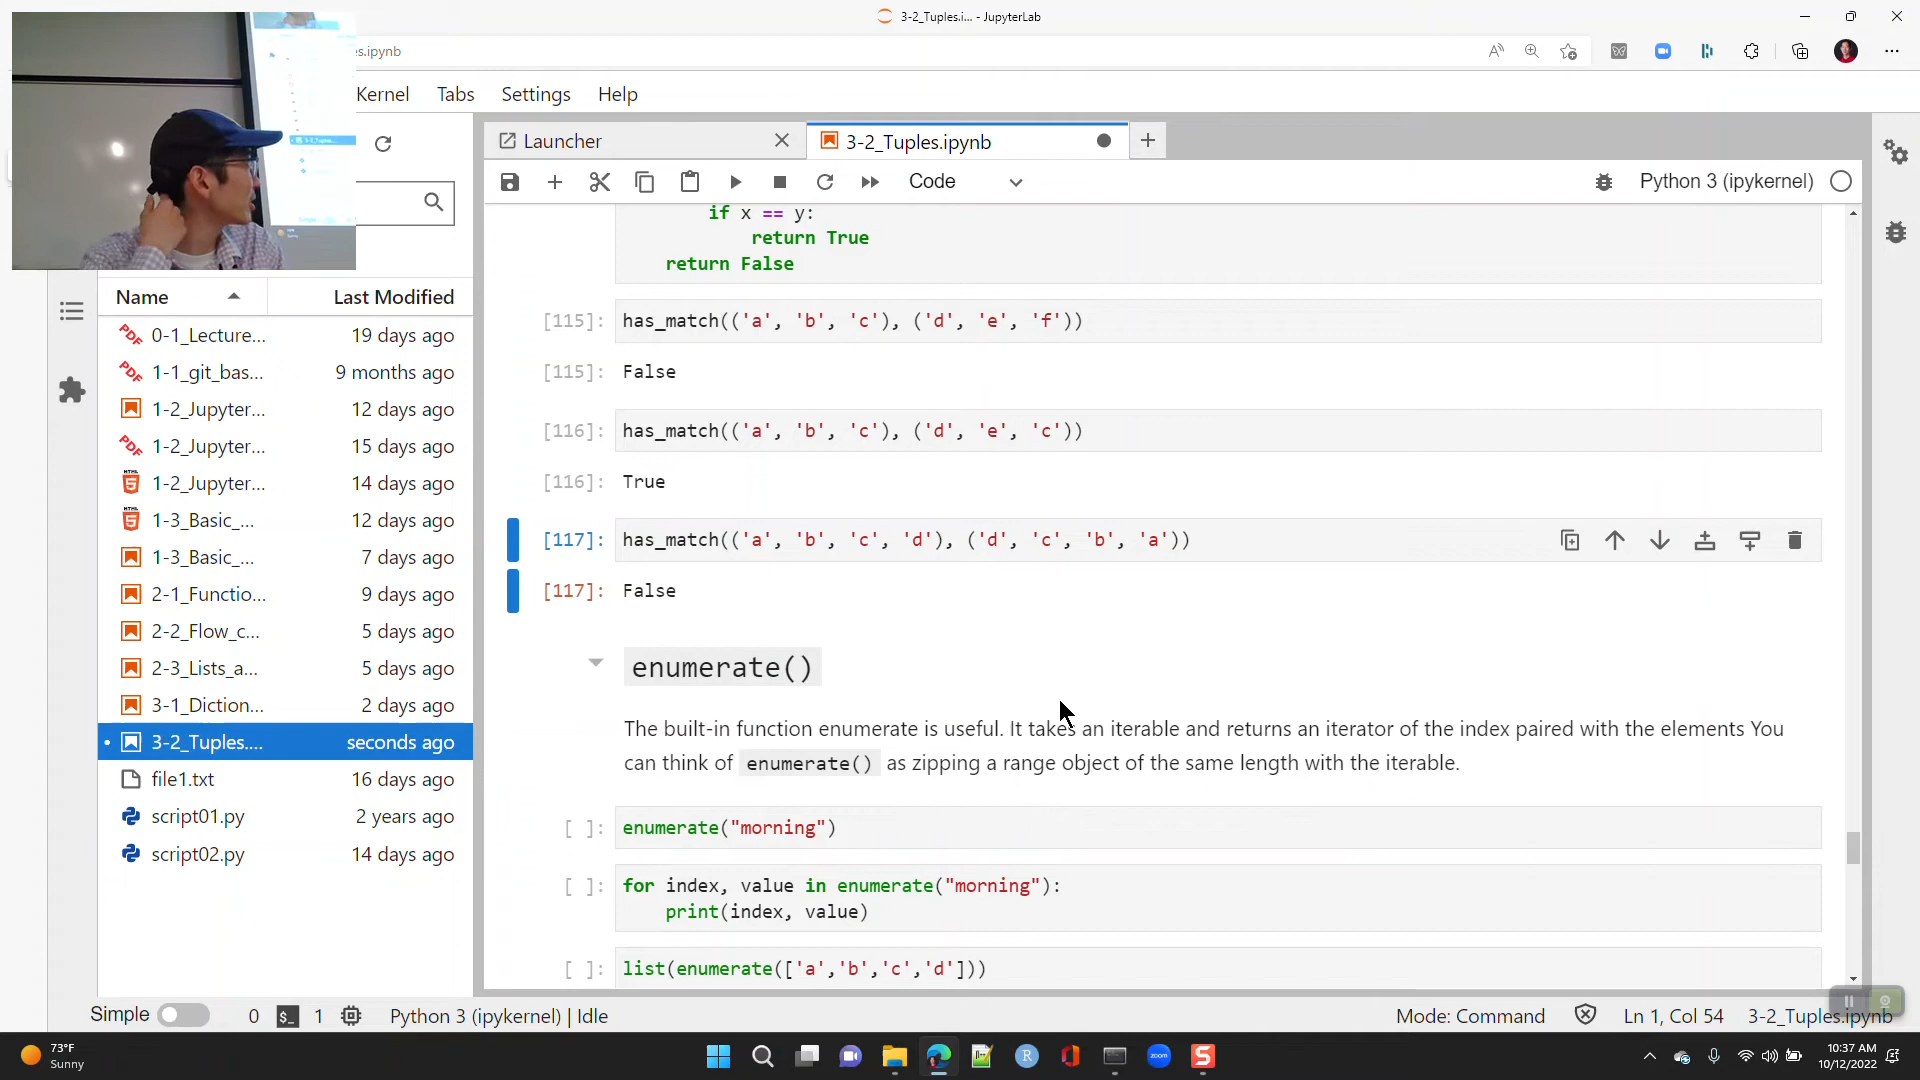 3-2_Tuples.i... - JupyterLab
es.ipynb
Kernel Tabs Settings Help
Launcher
3-2_Tuples.ipynb
Code
Python 3 (ipykernel)
if x == y:
return True
return False
[115]: has_match(('a', 'b', 'c'), ('d', 'e', 'f'))
[115]: False
[116]: has_match(('a', 'b', 'c'), ('d', 'e', 'c'))
[116]: True
[117]: has_match(('a', 'b', 'c', 'd'), ('d', 'c', 'b', 'a'))
[117]: False
enumerate()
The built-in function enumerate is useful. It takes an iterable and returns an iterator of the index paired with the elements You
can think of enumerate() as zipping a range object of the same length with the iterable.
[ ]: enumerate("morning")
[ ]: for index, value in enumerate("morning"):
print(index, value)
[ ]: list(enumerate(['a','b','c','d']))
Name Last Modified
0-1_Lecture... 19 days ago
1-1_git_bas... 9 months ago
1-2_Jupyter... 12 days ago
1-2_Jupyter... 15 days ago
1-2_Jupyter... 14 days ago
1-3_Basic_... 12 days ago
1-3_Basic_... 7 days ago
2-1_Functio... 9 days ago
2-2_Flow_c... 5 days ago
2-3_Lists_a... 5 days ago
3-1_Diction... 2 days ago
3-2_Tuples.... seconds ago
file1.txt 16 days ago
script01.py 2 years ago
script02.py 14 days ago
Simple 0 $_ 1 Python 3 (ipykernel) | Idle
Mode: Command Ln 1, Col 54 3-2_Tuples.ipynb
73°F
Sunny
zoom
10:37 AM
10/12/2022